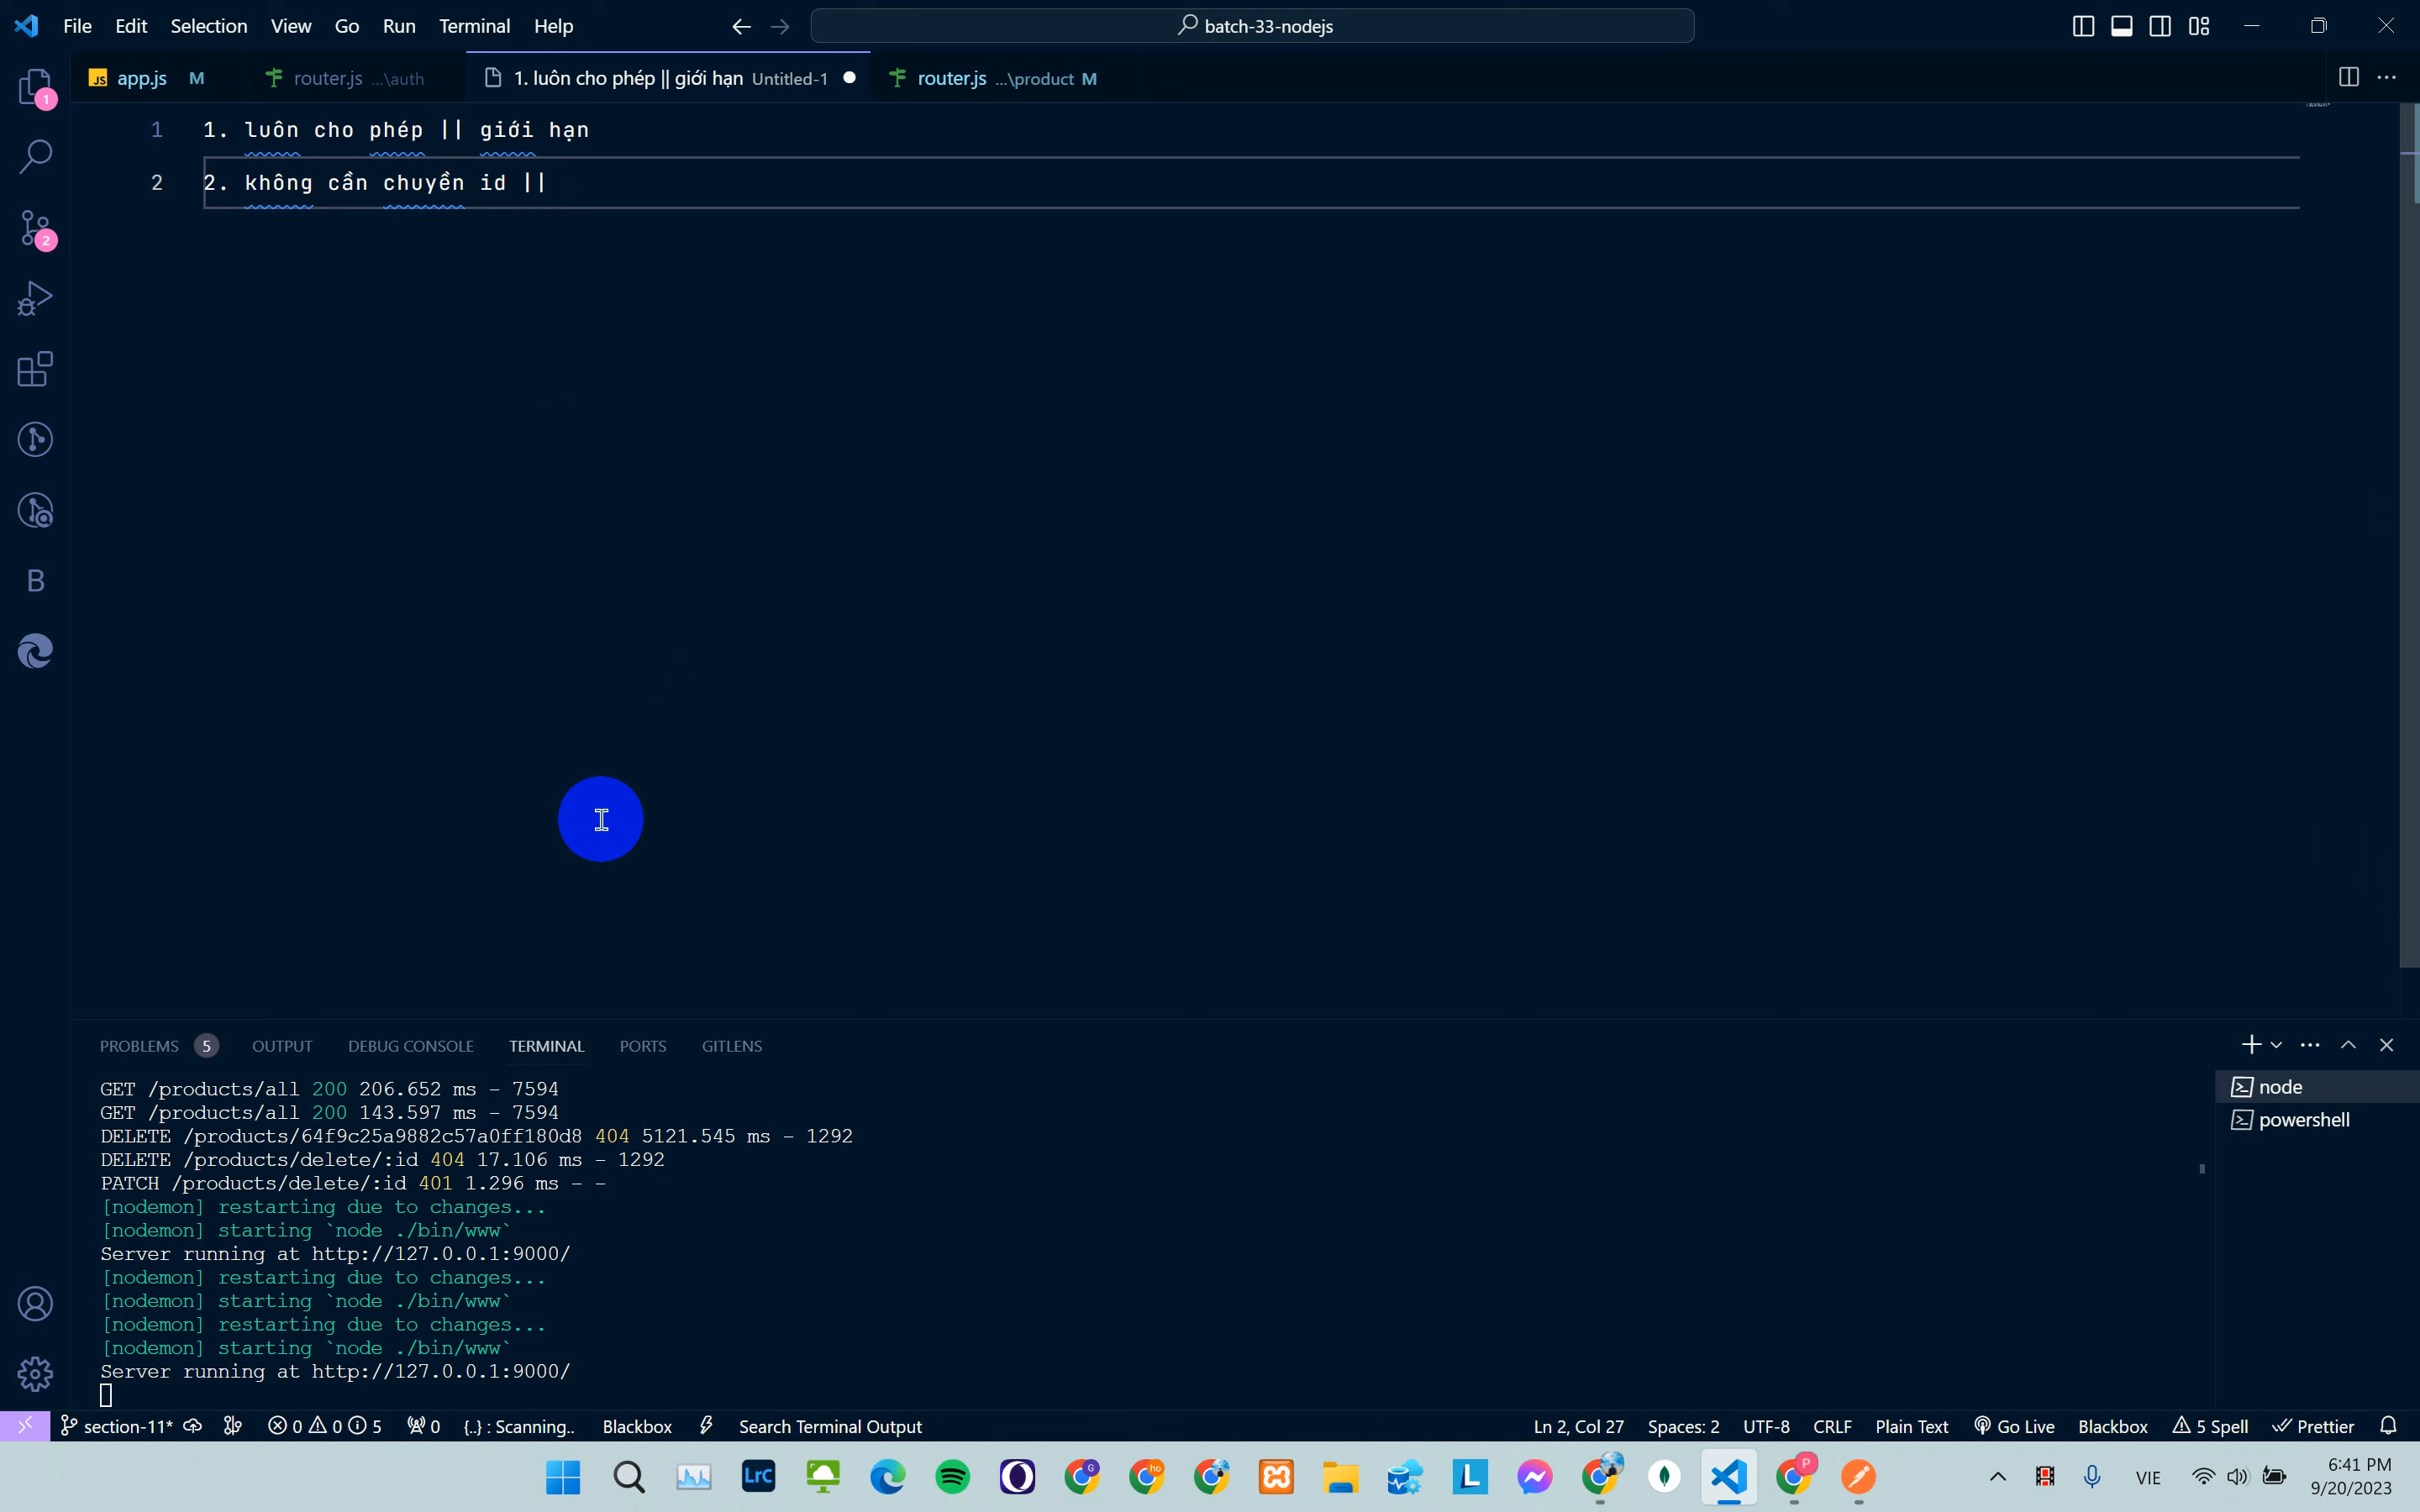 File Edit Selection View Go Run Terminal Help
batch-33-nodejs
JS app.js M
router.js ...\auth
1. luôn cho phép || giới hạn Untitled-1
router.js ...\product M
1 1. luôn cho phép || giới hạn
2 2. không cần chuyền id ||
1
2
B
PROBLEMS 5 OUTPUT DEBUG CONSOLE TERMINAL PORTS GITLENS
GET /products/all 200 206.652 ms - 7594
GET /products/all 200 143.597 ms - 7594
DELETE /products/64f9c25a9882c57a0ff180d8 404 5121.545 ms - 1292
DELETE /products/delete/:id 404 17.106 ms - 1292
PATCH /products/delete/:id 401 1.296 ms - -
[nodemon] restarting due to changes...
[nodemon] starting `node ./bin/www`
Server running at http://127.0.0.1:9000/
[nodemon] restarting due to changes...
[nodemon] starting `node ./bin/www`
[nodemon] restarting due to changes...
[nodemon] starting `node ./bin/www`
Server running at http://127.0.0.1:9000/
node
powershell
section-11* 0 0 5 0 {..} : Scanning.. Blackbox Search Terminal Output
Ln 2, Col 27 Spaces: 2 UTF-8 CRLF Plain Text Go Live Blackbox 5 Spell Prettier
LrC
G
ho
L
P
VIE
6:41 PM
9/20/2023